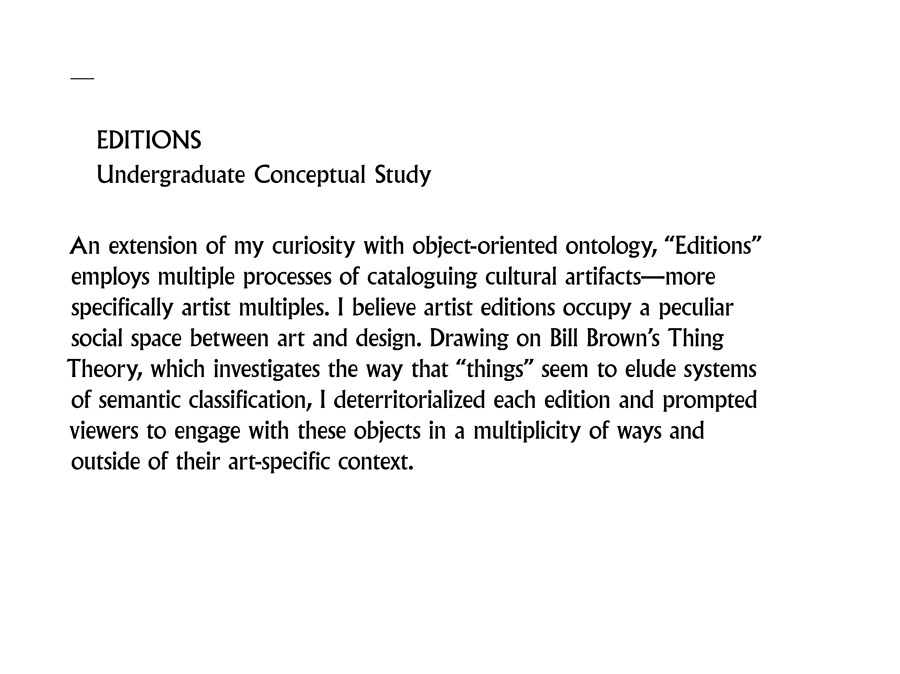 —
EDITIONS
Undergraduate Conceptual Study
An extension of my curiosity with object-oriented ontology, “Editions”
employs multiple processes of cataloguing cultural artifacts—more
specifically artist multiples. I believe artist editions occupy a peculiar
social space between art and design. Drawing on Bill Brown’s Thing
Theory, which investigates the way that “things” seem to elude systems
of semantic classification, I deterritorialized each edition and prompted
viewers to engage with these objects in a multiplicity of ways and
outside of their art-specific context.